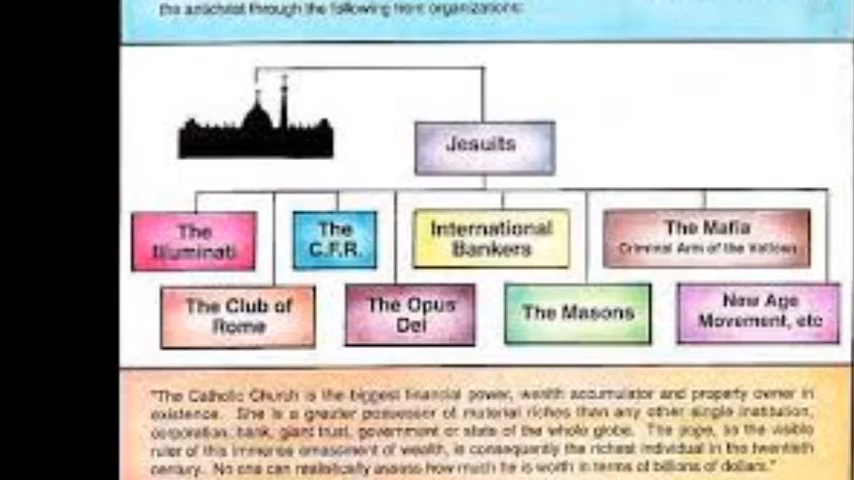 the antichrist through the following front organizations:
Jesuits
The
Illuminati
The
C.F.R.
International
Bankers
The Mafia
Criminal Arm of the Vatican
The Club of
Rome
The Opus
Dei
The Masons
New Age
Movement, etc
"The Catholic Church is the biggest financial power, wealth accumulator and property owner in
existence. She is a greater possessor of material riches than any other single institution,
corporation, bank, giant trust, government or state of the whole globe. The pope, as the visible
ruler of this immense amassment of wealth, is consequently the richest individual in the twentieth
century. No one can realistically assess how much he is worth in terms of billions of dollars."